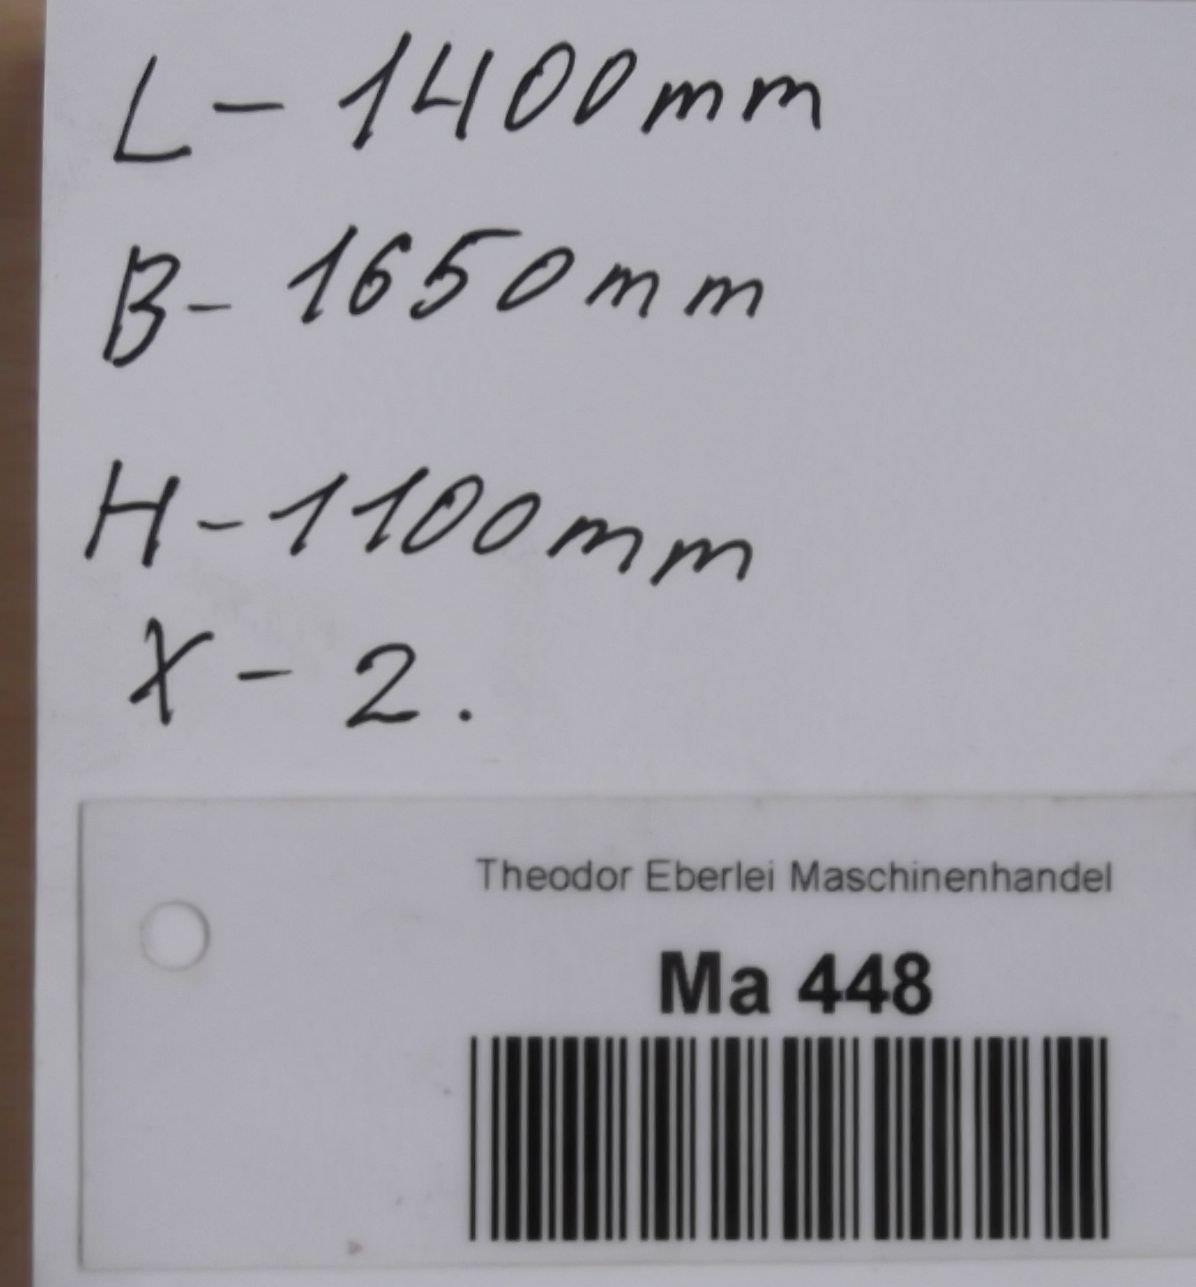 L - 1400mm
B - 1650mm
H - 1100mm
X - 2.
Theodor Eberlei Maschinenhandel
Ma 448